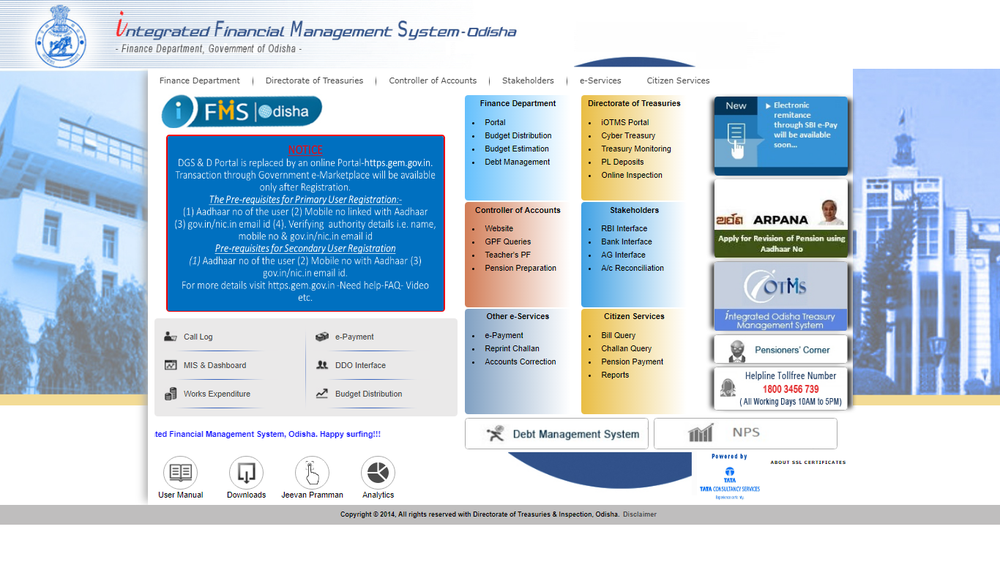 Integrated Financial Management System-Odisha
- Finance Department, Government of Odisha -
Finance Department
Directorate of Treasuries
Controller of Accounts
Stakeholders
e-Services
Citizen Services
i FMS Odisha
NOTICE
DGS & D Portal is replaced by an online Portal-https.gem.gov.in.
Transaction through Government e-Marketplace will be available
only after Registration.
The Pre-requisites for Primary User Registration:-
(1) Aadhaar no of the user (2) Mobile no linked with Aadhaar
(3) gov.in/nic.in email id (4). Verifying authority details i.e. name,
mobile no & gov.in/nic.in email id
Pre-requisites for Secondary User Registration
(1) Aadhaar no of the user (2) Mobile no with Aadhaar (3)
gov.in/nic.in email id.
For more details visit https.gem.gov.in -Need help-FAQ- Video
etc.
Call Log
e-Payment
MIS & Dashboard
DDO Interface
Works Expenditure
Budget Distribution
ted Financial Management System, Odisha. Happy surfing!!!
User Manual
Downloads
Jeevan Pramman
Analytics
Finance Department
Portal
Budget Distribution
Budget Estimation
Debt Management
Directorate of Treasuries
iOTMS Portal
Cyber Treasury
Treasury Monitoring
PL Deposits
Online Inspection
Controller of Accounts
Website
GPF Queries
Teacher's PF
Pension Preparation
Stakeholders
RBI Interface
Bank Interface
AG Interface
A/c Reconciliation
Other e-Services
e-Payment
Reprint Challan
Accounts Correction
Citizen Services
Bill Query
Challan Query
Pension Payment
Reports
Debt Management System
NPS
New
Electronic
remitance
through SBI e-Pay
will be available
soon...
ଅର୍ପଣ ARPANA
Apply for Revision of Pension using
Aadhaar No
iOTMS
Integrated Odisha Treasury
Management System
Pensioners' Corner
Helpline Tollfree Number
1800 3456 739
( All Working Days 10AM to 5PM)
Powered by
TATA
TATA CONSULTANCY SERVICES
Experience certainty.
ABOUT SSL CERTIFICATES
Copyright © 2014, All rights reserved with Directorate of Treasuries & Inspection, Odisha. Disclaimer